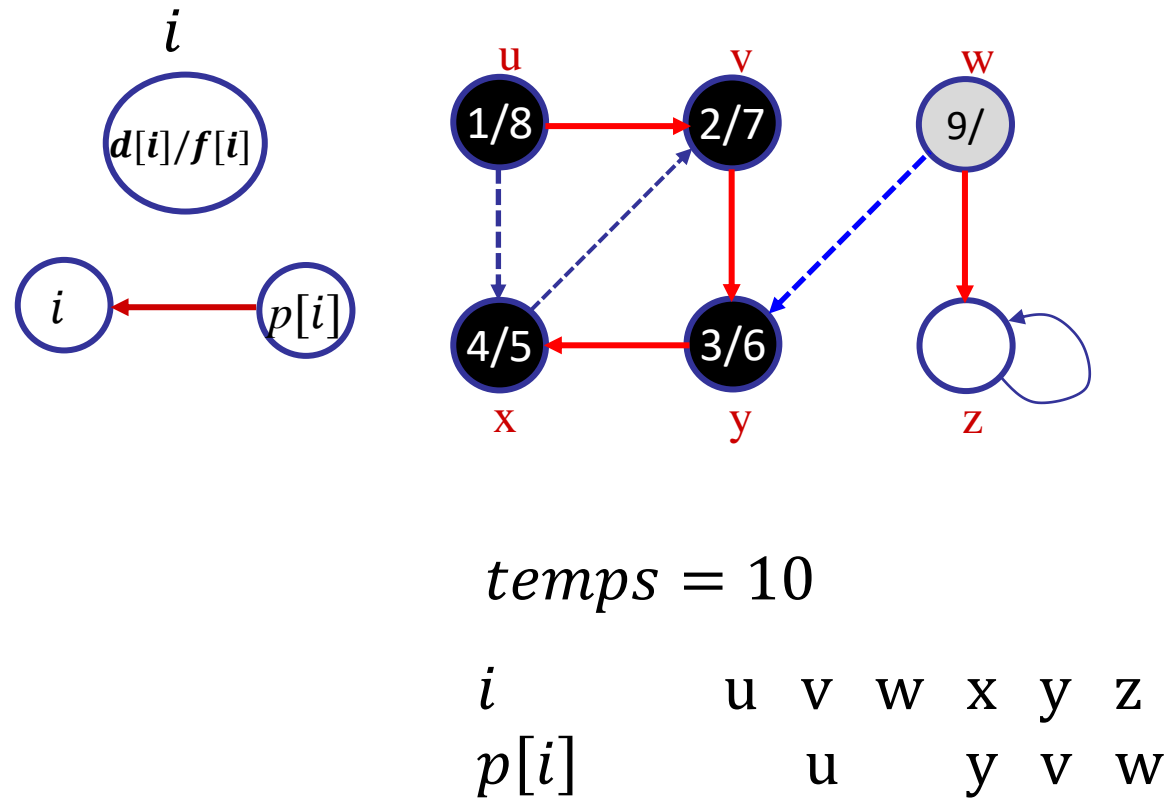 i
d[i]/f[i]
i p[i]
u v w
1/8 2/7 9/
4/5 3/6
x y z
temps = 10
i u v w x y z
p[i] u y v w